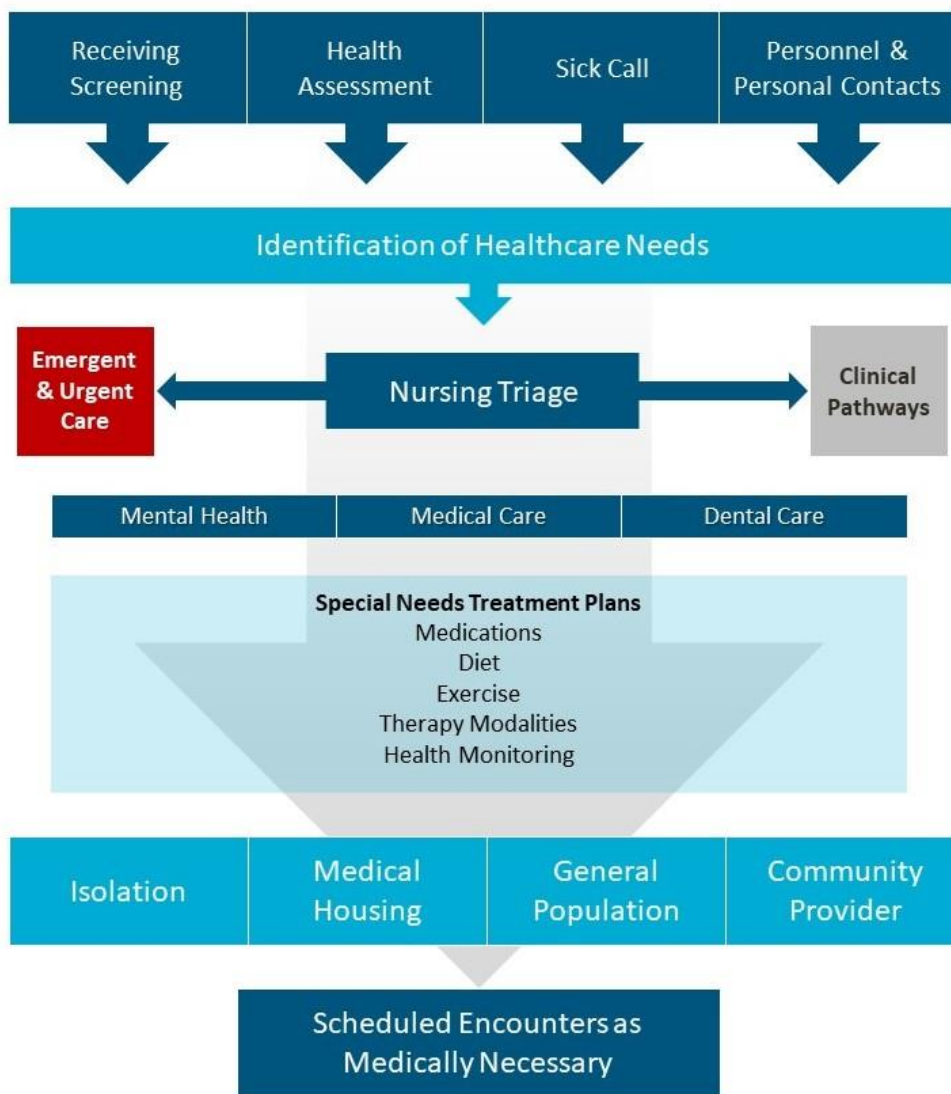 Receiving
Screening
Health
Assessment
Sick Call
Personnel &
Personal Contacts
Identification of Healthcare Needs
Emergent
& Urgent
Care
Nursing Triage
Clinical
Pathways
Mental Health
Medical Care
Dental Care
Special Needs Treatment Plans
Medications
Diet
Exercise
Therapy Modalities
Health Monitoring
Isolation
Medical
Housing
General
Population
Community
Provider
Scheduled Encounters as
Medically Necessary